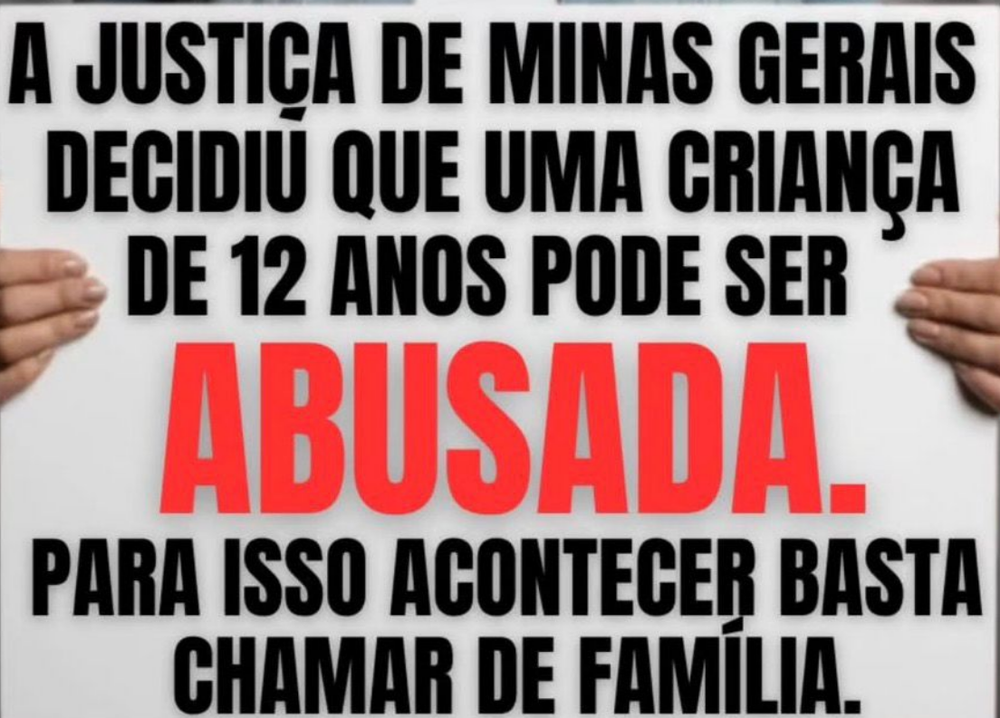 A JUSTIÇA DE MINAS GERAIS
DECIDIU QUE UMA CRIANÇA
DE 12 ANOS PODE SER
ABUSADA.
PARA ISSO ACONTECER BASTA
CHAMAR DE FAMÍLIA.